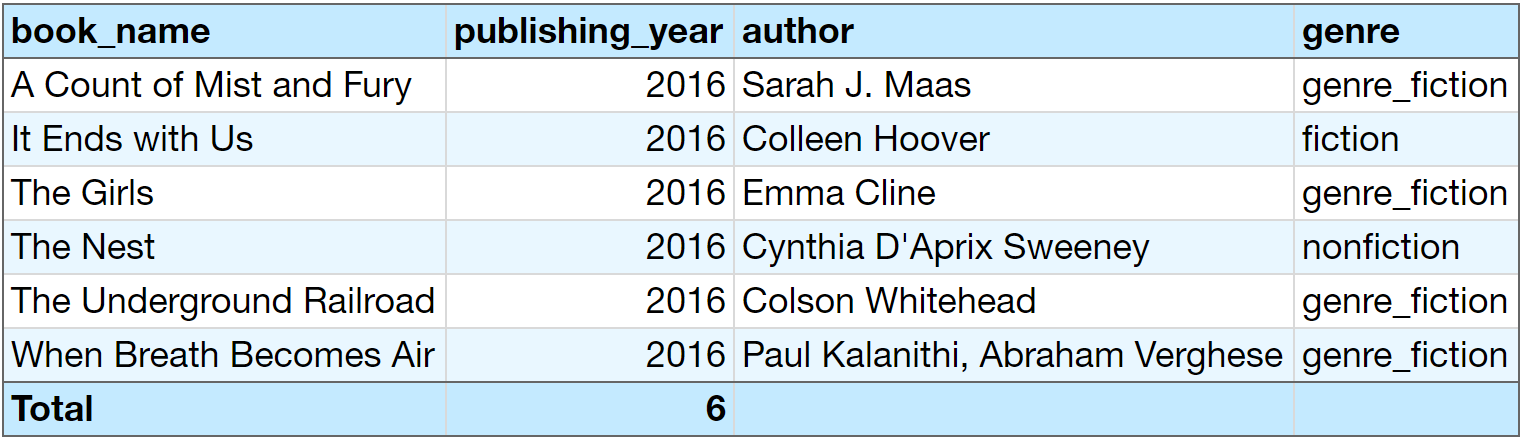 book_name publishing_year author genre
A Count of Mist and Fury 2016 Sarah J. Maas genre_fiction
It Ends with Us 2016 Colleen Hoover fiction
The Girls 2016 Emma Cline genre_fiction
The Nest 2016 Cynthia D'Aprix Sweeney nonfiction
The Underground Railroad 2016 Colson Whitehead genre_fiction
When Breath Becomes Air 2016 Paul Kalanithi, Abraham Verghese genre_fiction
Total 6